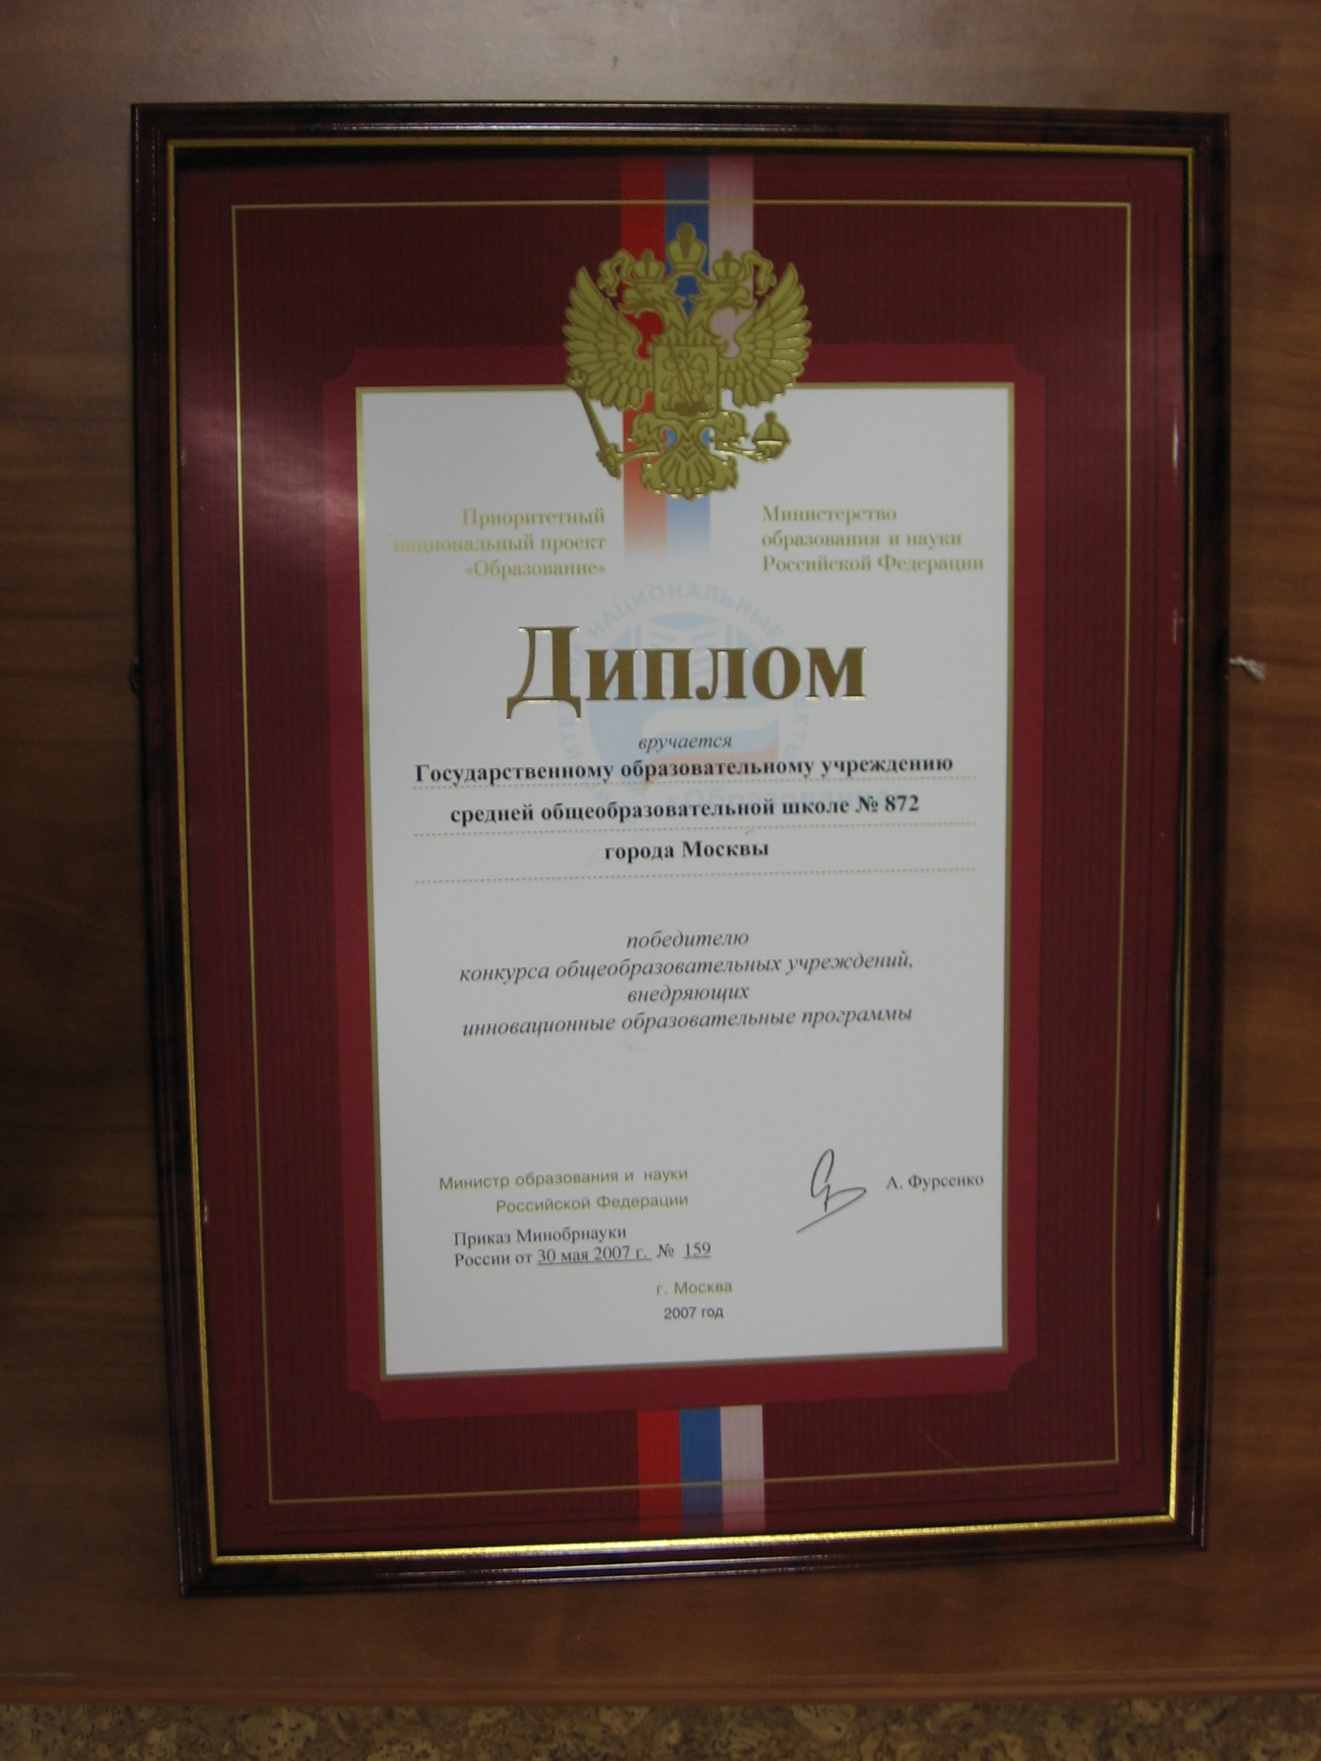 Приоритетный
национальный проект
«Образование»
Министерство
образования и науки
Российской Федерации
НАЦИОНАЛЬНЫЕ
Диплом
вручается
Государственному образовательному учреждению
средней общеобразовательной школе № 872
города Москвы
победителю
конкурса общеобразовательных учреждений,
внедряющих
инновационные образовательные программы
Министр образования и науки
Российской Федерации
А. Фурсенко
Приказ Минобрнауки
России от 30 мая 2007 г. № 159
г. Москва
2007 год